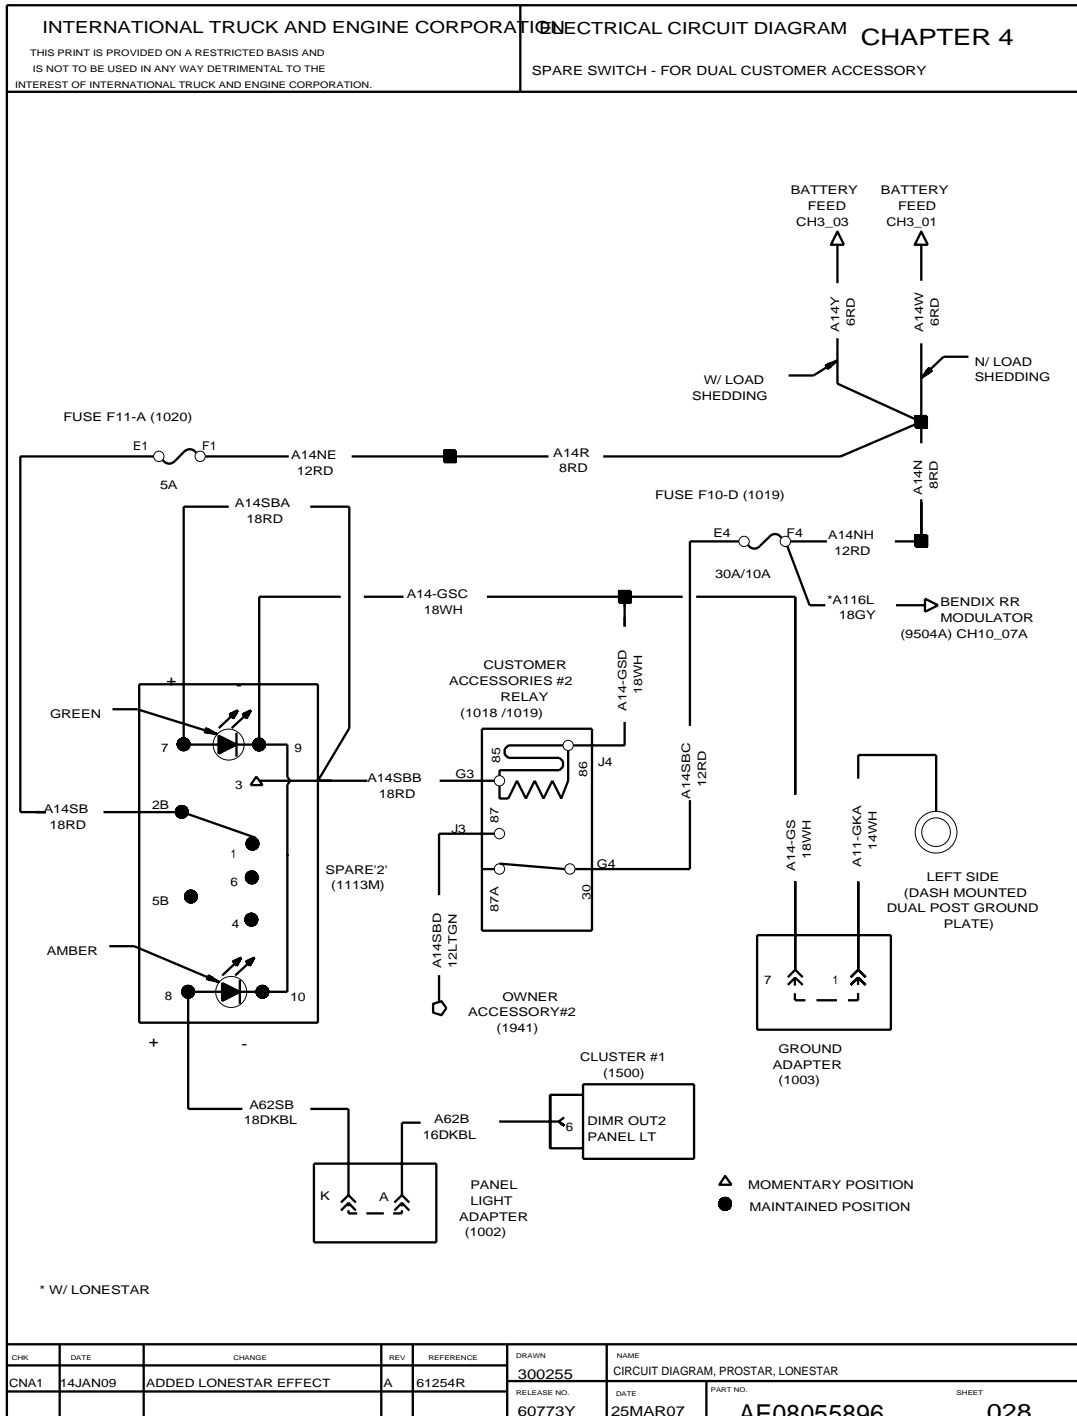 INTERNATIONAL TRUCK AND ENGINE CORPORATION
THIS PRINT IS PROVIDED ON A RESTRICTED BASIS AND
IS NOT TO BE USED IN ANY WAY DETRIMENTAL TO THE
INTEREST OF INTERNATIONAL TRUCK AND ENGINE CORPORATION.
ELECTRICAL CIRCUIT DIAGRAM
CHAPTER 4
SPARE SWITCH - FOR DUAL CUSTOMER ACCESSORY
BATTERY
FEED
CH3_03
BATTERY
FEED
CH3_01
A14Y
6RD
A14W
6RD
W/ LOAD
SHEDDING
N/ LOAD
SHEDDING
FUSE F11-A (1020)
E1
F1
5A
A14NE
12RD
A14R
8RD
A14N
8RD
A14SBA
18RD
FUSE F10-D (1019)
E4
F4
30A/10A
A14NH
12RD
A14-GSC
18WH
*A116L
18GY
BENDIX RR
MODULATOR
(9504A) CH10_07A
CUSTOMER
ACCESSORIES #2
RELAY
(1018 /1019)
A14-GSD
18WH
+
-
GREEN
7
9
3
A14SBB
18RD
G3
85
86
J4
A14SBC
12RD
A14SB
18RD
2B
1
6
5B
4
SPARE'2'
(1113M)
J3
87
87A
30
G4
A14SBD
12LTGN
A14-GS
18WH
A11-GKA
14WH
LEFT SIDE
(DASH MOUNTED
DUAL POST GROUND
PLATE)
AMBER
8
10
+
-
OWNER
ACCESSORY#2
(1941)
7
1
GROUND
ADAPTER
(1003)
CLUSTER #1
(1500)
6
DIMR OUT2
PANEL LT
A62SB
18DKBL
A62B
16DKBL
K
A
PANEL
LIGHT
ADAPTER
(1002)
MOMENTARY POSITION
MAINTAINED POSITION
* W/ LONESTAR
CHK
DATE
CHANGE
REV
REFERENCE
CNA1
14JAN09
ADDED LONESTAR EFFECT
A
61254R
DRAWN
300255
NAME
CIRCUIT DIAGRAM, PROSTAR, LONESTAR
RELEASE NO.
60773Y
DATE
25MAR07
PART NO.
AE08055896
SHEET
028